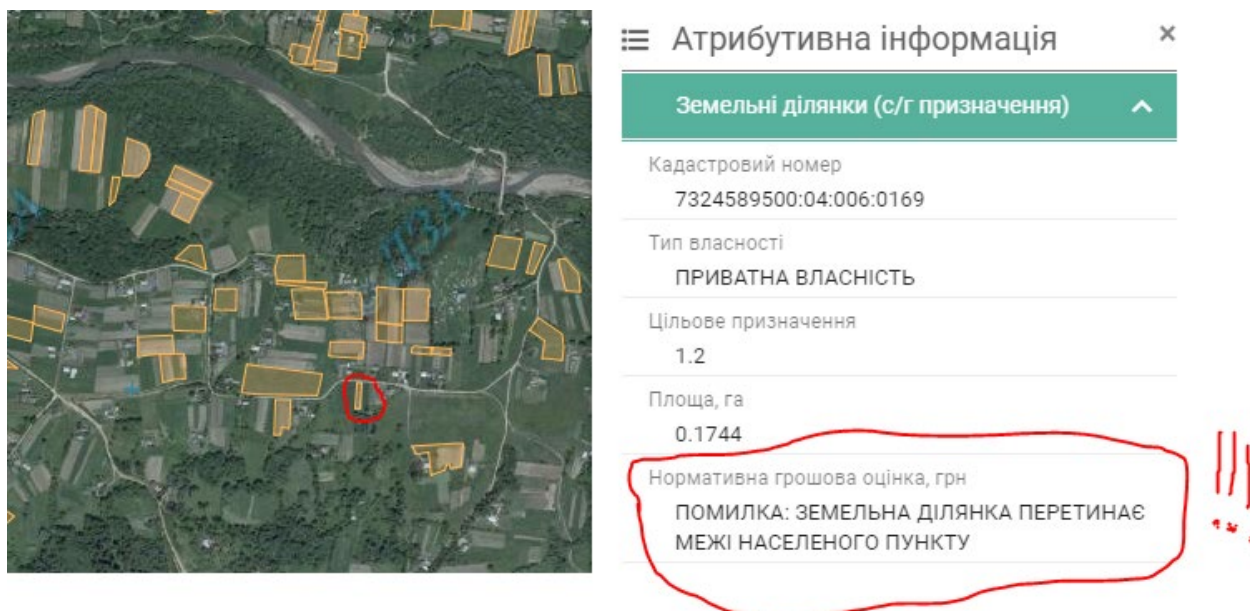 Атрибутивна інформація ×
Земельні ділянки (с/г призначення)
Кадастровий номер
7324589500:04:006:0169
Тип власності
ПРИВАТНА ВЛАСНІСТЬ
Цільове призначення
1.2
Площа, га
0.1744
Нормативна грошова оцінка, грн
ПОМИЛКА: ЗЕМЕЛЬНА ДІЛЯНКА ПЕРЕТИНАЄ
МЕЖІ НАСЕЛЕНОГО ПУНКТУ